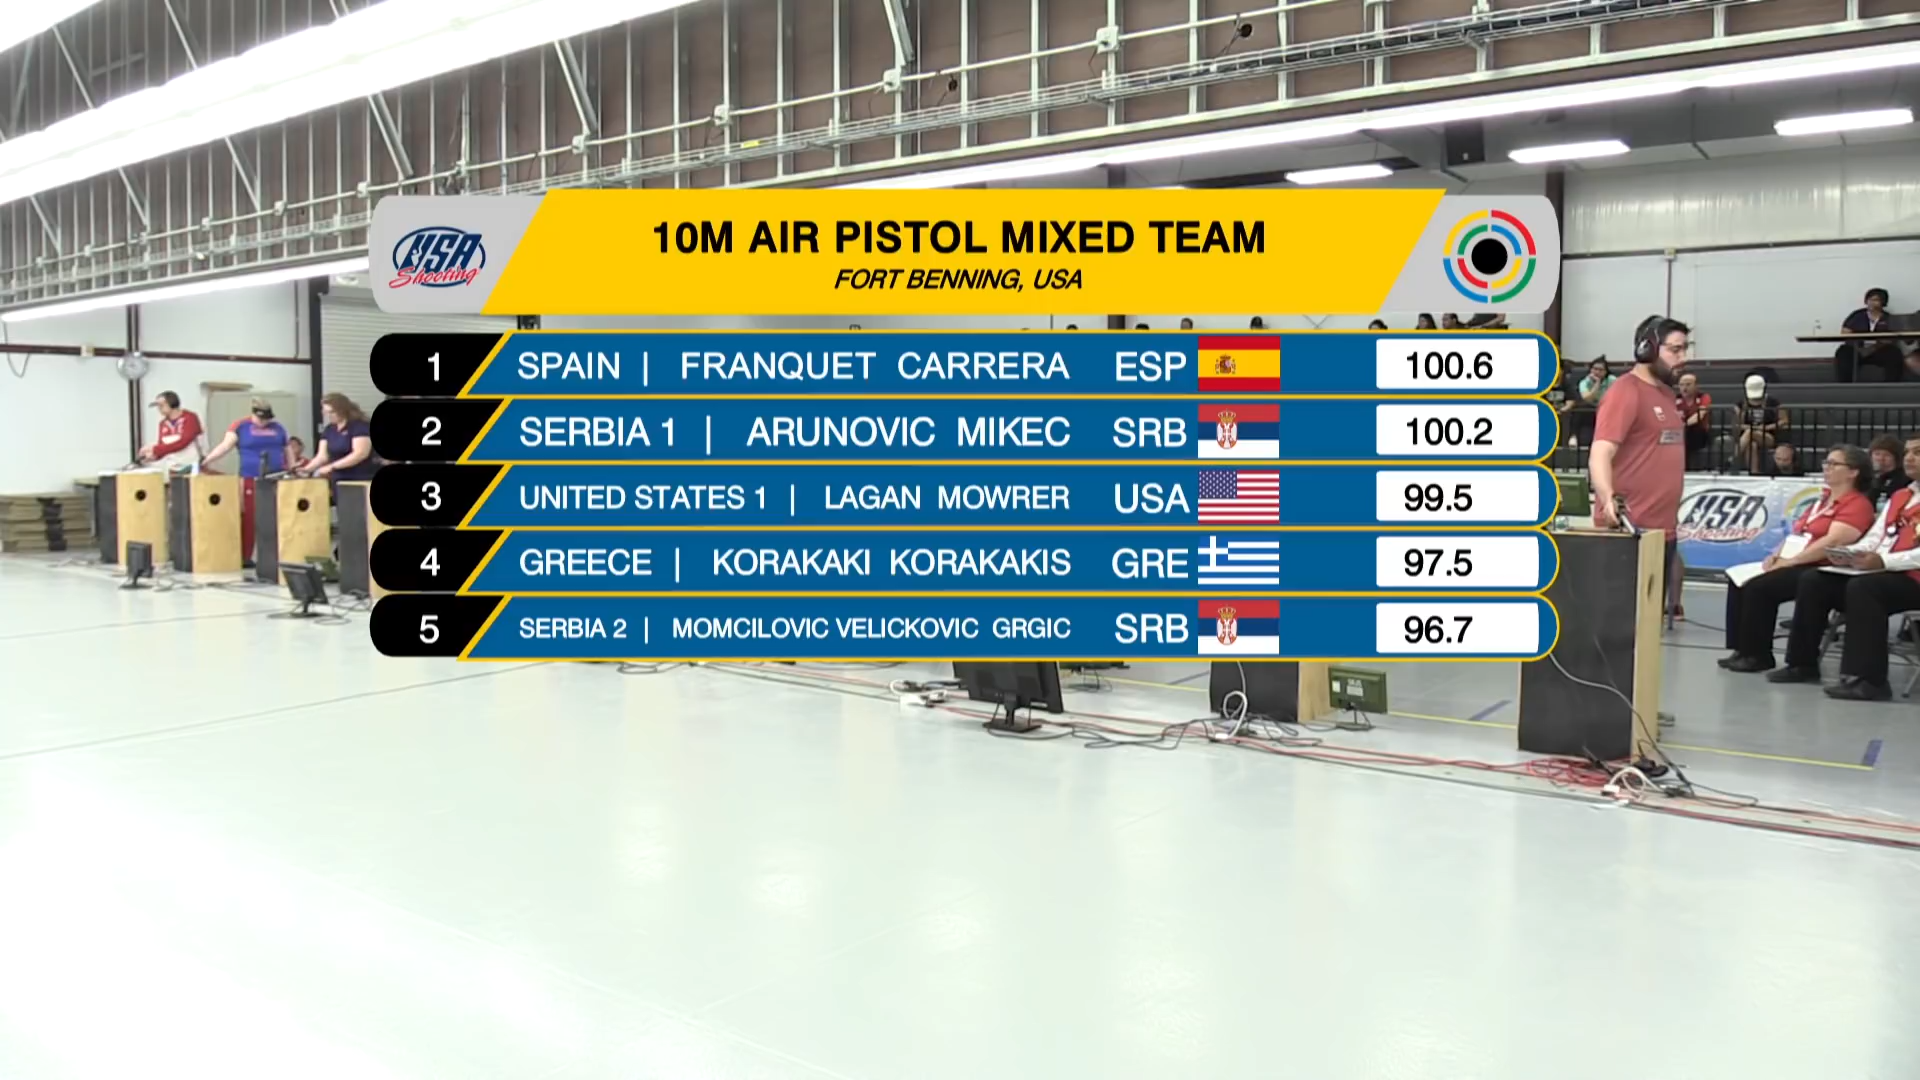 USA
Shooting
10M AIR PISTOL MIXED TEAM
FORT BENNING, USA
1 SPAIN | FRANQUET CARRERA ESP 100.6
2 SERBIA 1 | ARUNOVIC MIKEC SRB 100.2
3 UNITED STATES 1 | LAGAN MOWRER USA 99.5
4 GREECE | KORAKAKI KORAKAKIS GRE 97.5
5 SERBIA 2 | MOMCILOVIC VELICKOVIC GRGIC SRB 96.7
USA
Shooting